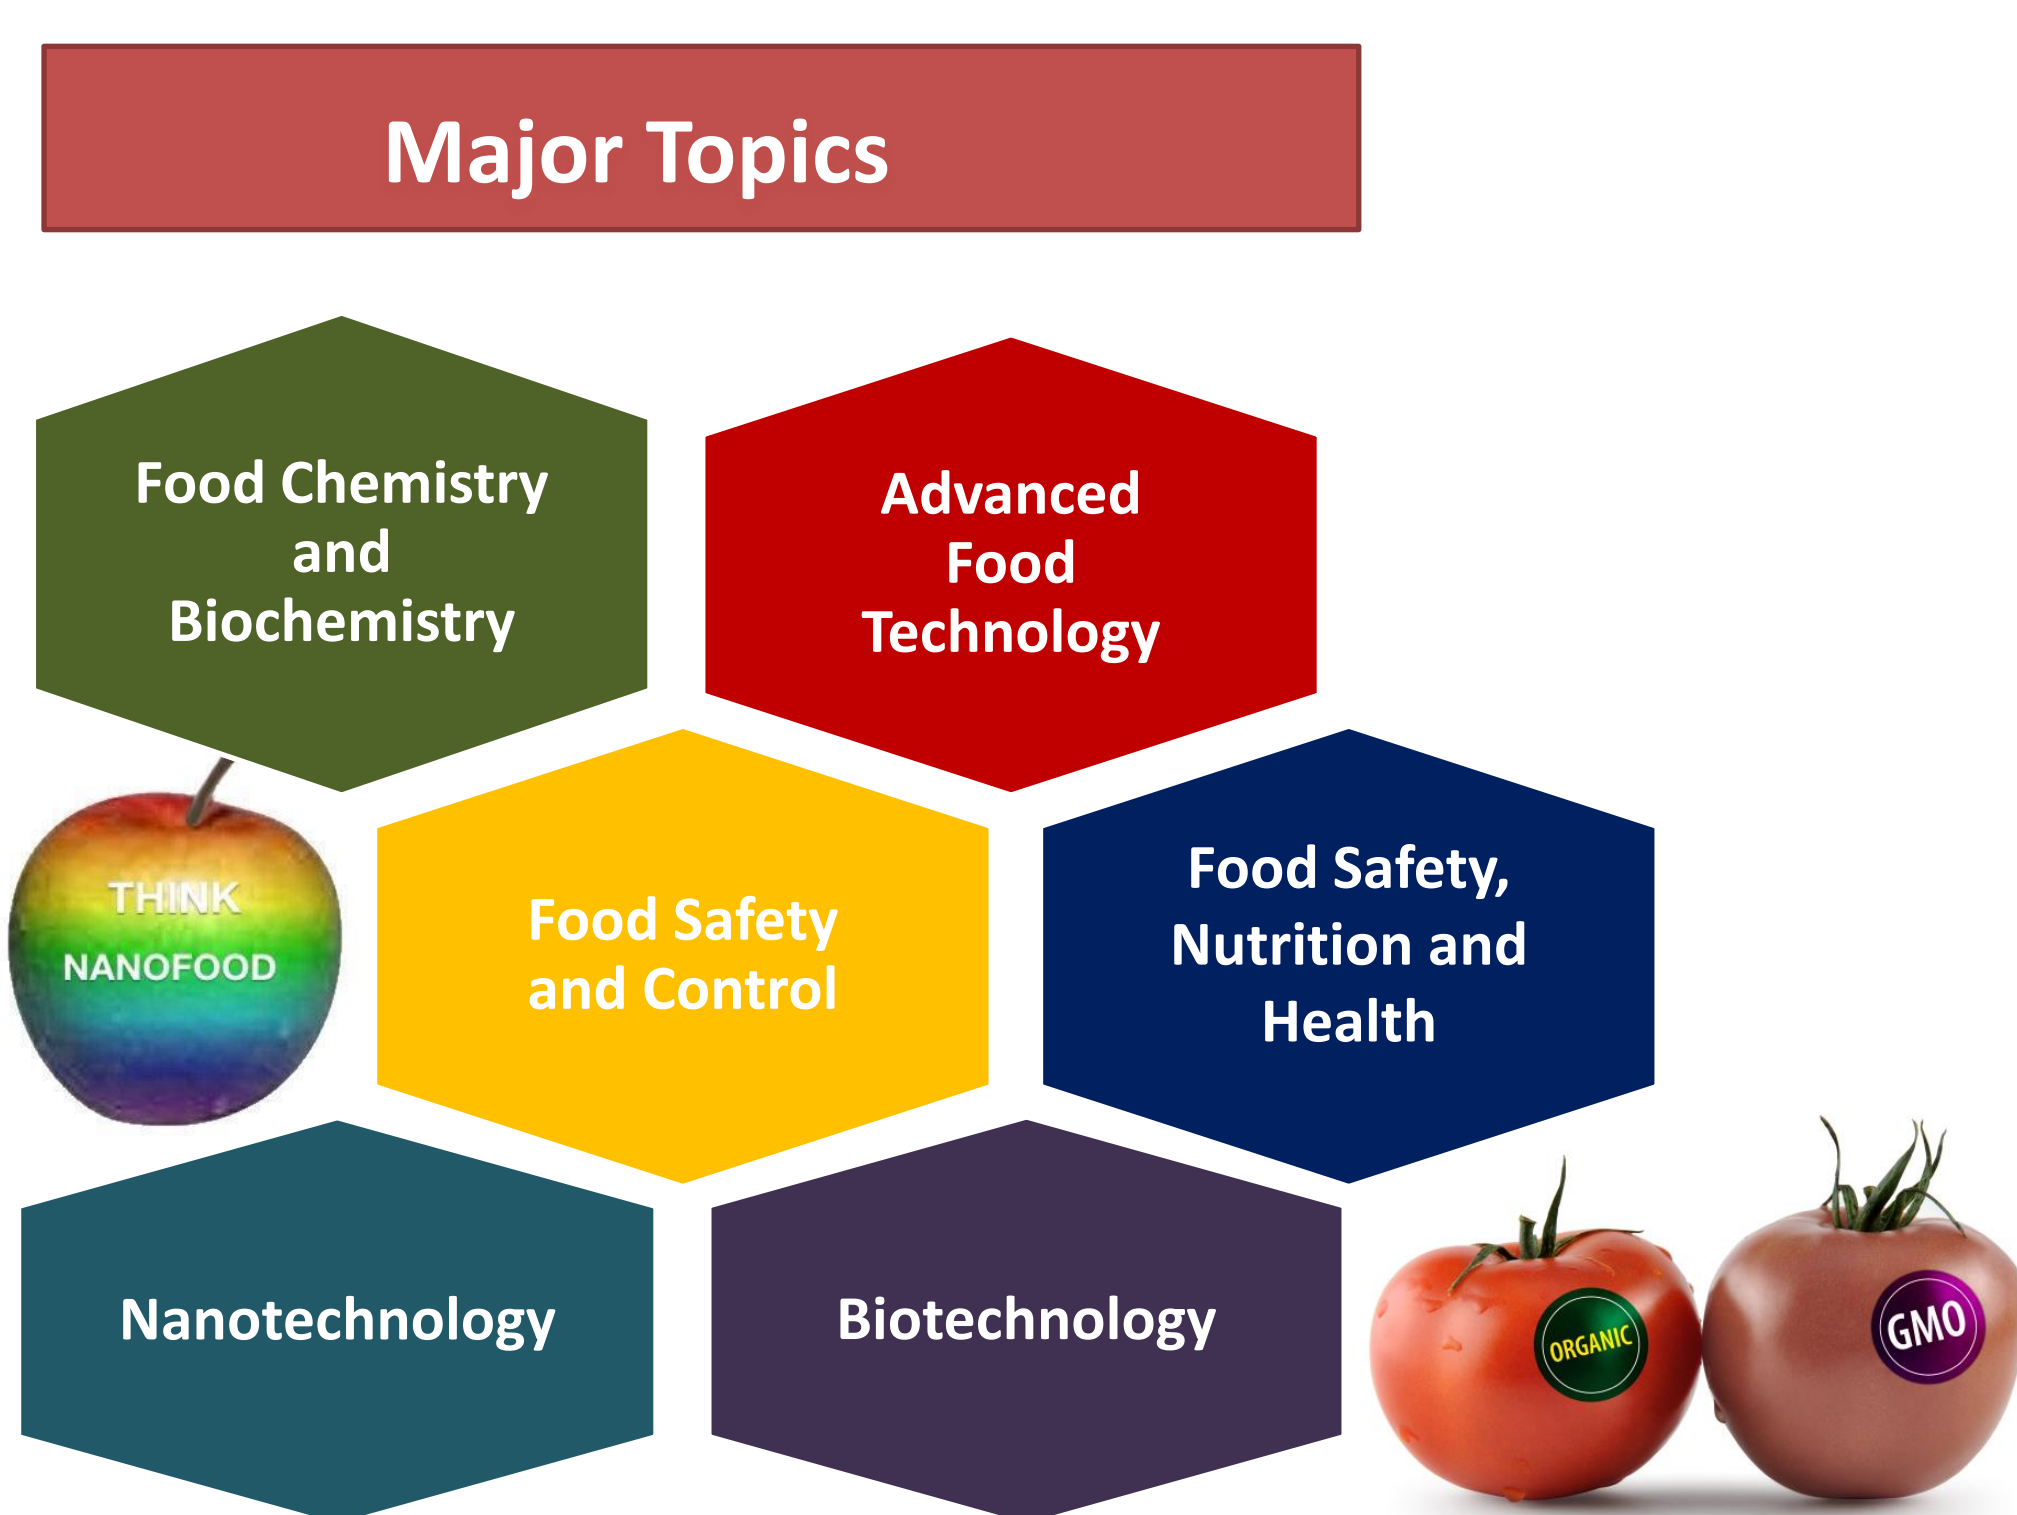 Major Topics
Food Chemistry
and
Biochemistry
Advanced
Food
Technology
THINK
NANOFOOD
Food Safety
and Control
Food Safety,
Nutrition and
Health
Nanotechnology
Biotechnology
ORGANIC
GMO